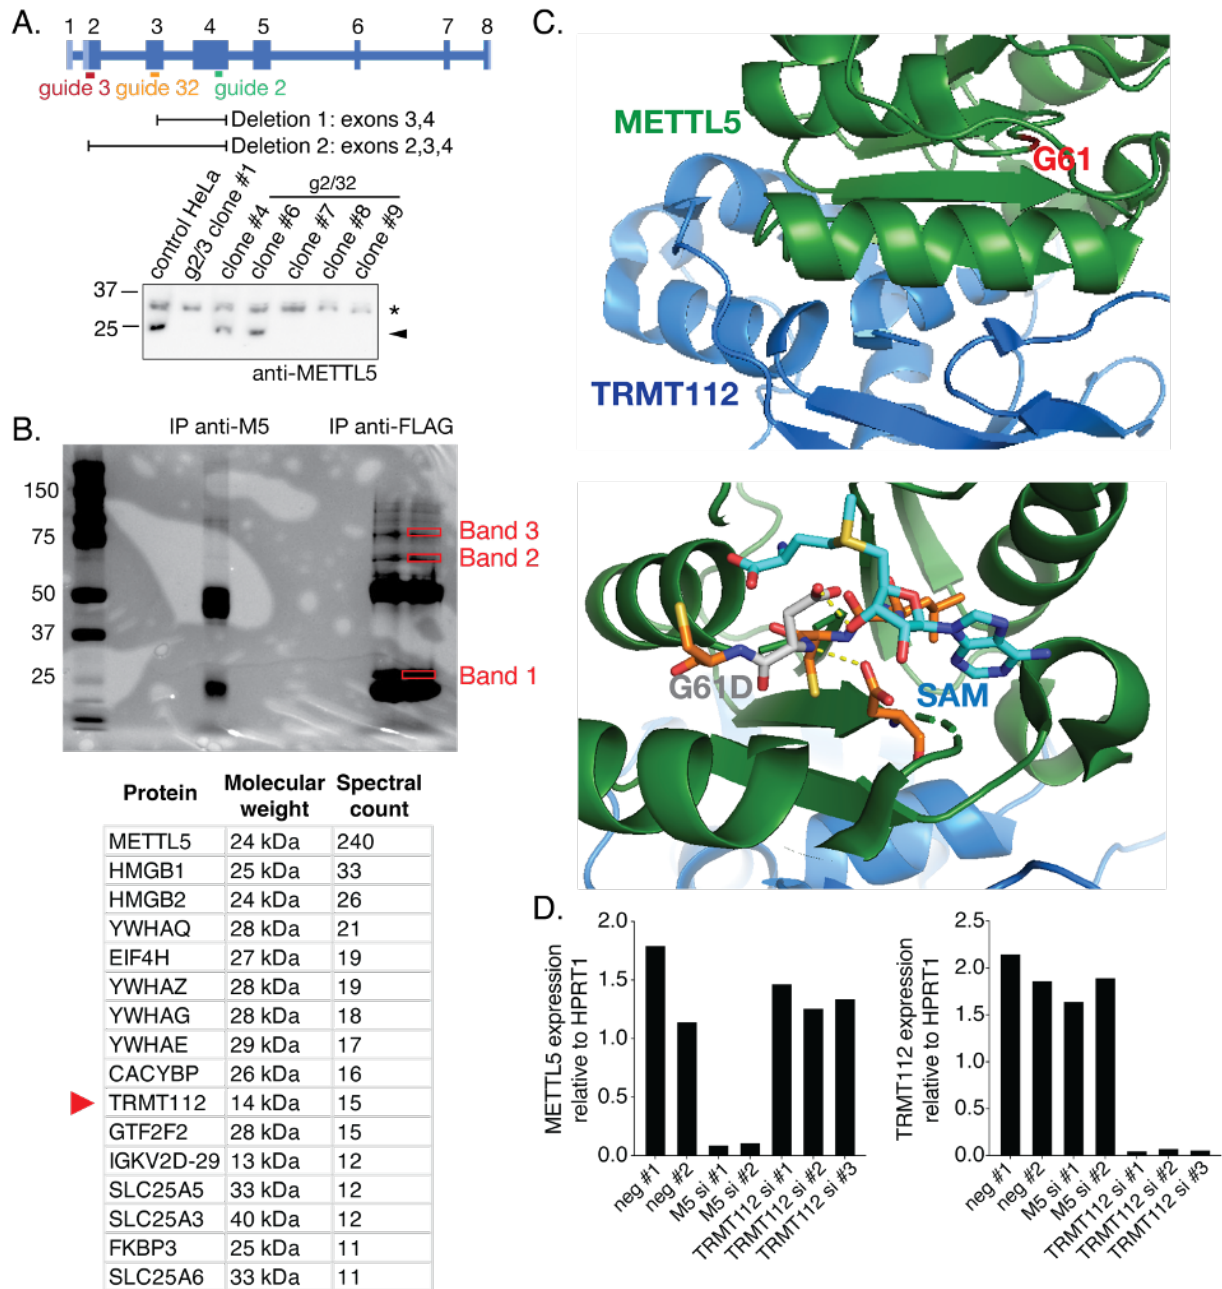 A.
1 2 3 4 5 6 7 8
guide 3 guide 32 guide 2
Deletion 1: exons 3,4
Deletion 2: exons 2,3,4
g2/32
control HeLa
g2/3 clone #1
clone #4
clone #6
clone #7
clone #8
clone #9
37
*
25
anti-METTL5
B.
IP anti-M5 IP anti-FLAG
150
75
50
37
25
Band 3
Band 2
Band 1
Protein Molecular weight Spectral count
METTL5 24 kDa 240
HMGB1 25 kDa 33
HMGB2 24 kDa 26
YWHAQ 28 kDa 21
EIF4H 27 kDa 19
YWHAZ 28 kDa 19
YWHAG 28 kDa 18
YWHAE 29 kDa 17
CACYBP 26 kDa 16
TRMT112 14 kDa 15
GTF2F2 28 kDa 15
IGKV2D-29 13 kDa 12
SLC25A5 33 kDa 12
SLC25A3 40 kDa 12
FKBP3 25 kDa 11
SLC25A6 33 kDa 11
C.
METTL5
G61
TRMT112
G61D
SAM
D.
METTL5 expression
relative to HPRT1
2.0
1.5
1.0
0.5
0.0
neg #1
neg #2
M5 si #1
M5 si #2
TRMT112 si #1
TRMT112 si #2
TRMT112 si #3
TRMT112 expression
relative to HPRT1
2.5
2.0
1.5
1.0
0.5
0.0
neg #1
neg #2
M5 si #1
M5 si #2
TRMT112 si #1
TRMT112 si #2
TRMT112 si #3